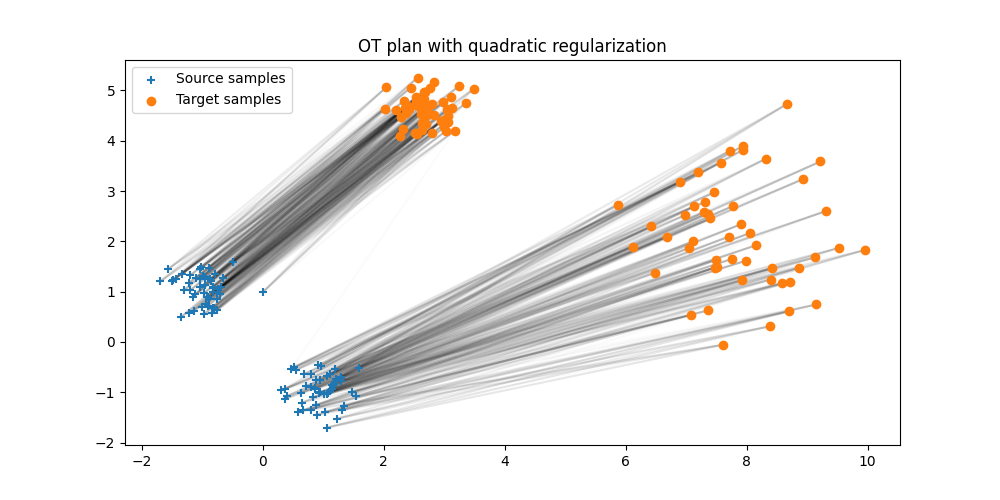 OT plan with quadratic regularization
Source samples
Target samples
5
4
3
2
1
0
−1
−2
−2 0 2 4 6 8 10